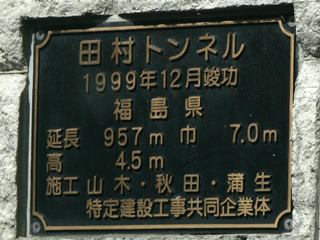 田村トンネル
1999年12月竣功
福島県
延長 957m 巾 7.0m
高 4.5m
施工 山木・秋田・蒲生
特定建設工事共同企業体